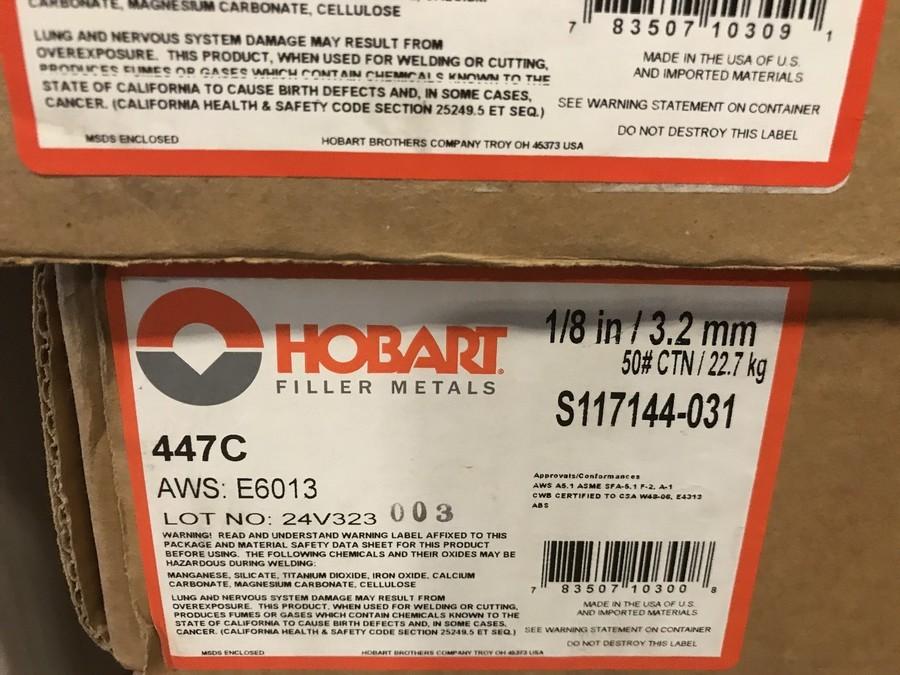 CARBONATE, MAGNESIUM CARBONATE, CELLULOSE
LUNG AND NERVOUS SYSTEM DAMAGE MAY RESULT FROM
OVEREXPOSURE. THIS PRODUCT, WHEN USED FOR WELDING OR CUTTING,
PRODUCES FUMES OR GASES WHICH CONTAIN CHEMICALS KNOWN TO THE
STATE OF CALIFORNIA TO CAUSE BIRTH DEFECTS AND, IN SOME CASES,
CANCER. (CALIFORNIA HEALTH & SAFETY CODE SECTION 25249.5 ET SEQ.)
MSDS ENCLOSED
HOBART BROTHERS COMPANY TROY OH 45373 USA
7 83507 10309 1
MADE IN THE USA OF U.S.
AND IMPORTED MATERIALS
SEE WARNING STATEMENT ON CONTAINER
DO NOT DESTROY THIS LABEL
HOBART
FILLER METALS
1/8 in / 3.2 mm
50# CTN / 22.7 kg
S117144-031
447C
AWS: E6013
LOT NO: 24V323 003
Approvals/Conformances
AWS A5.1 ASME SFA-5.1 F-2, A-1
CWB CERTIFIED TO CSA W48-06, E4313
ABS
WARNING! READ AND UNDERSTAND WARNING LABEL AFFIXED TO THIS
PACKAGE AND MATERIAL SAFETY DATA SHEET FOR THIS PRODUCT
BEFORE USING. THE FOLLOWING CHEMICALS AND THEIR OXIDES MAY BE
HAZARDOUS DURING WELDING:
MANGANESE, SILICATE, TITANIUM DIOXIDE, IRON OXIDE, CALCIUM
CARBONATE, MAGNESIUM CARBONATE, CELLULOSE
LUNG AND NERVOUS SYSTEM DAMAGE MAY RESULT FROM
OVEREXPOSURE. THIS PRODUCT, WHEN USED FOR WELDING OR CUTTING,
PRODUCES FUMES OR GASES WHICH CONTAIN CHEMICALS KNOWN TO THE
STATE OF CALIFORNIA TO CAUSE BIRTH DEFECTS AND, IN SOME CASES,
CANCER. (CALIFORNIA HEALTH & SAFETY CODE SECTION 25249.5 ET SEQ.)
MSDS ENCLOSED
HOBART BROTHERS COMPANY TROY OH 45373 USA
7 83507 10300 8
MADE IN THE USA OF U.S.
AND IMPORTED MATERIALS
SEE WARNING STATEMENT ON CONTAINER
DO NOT DESTROY THIS LABEL